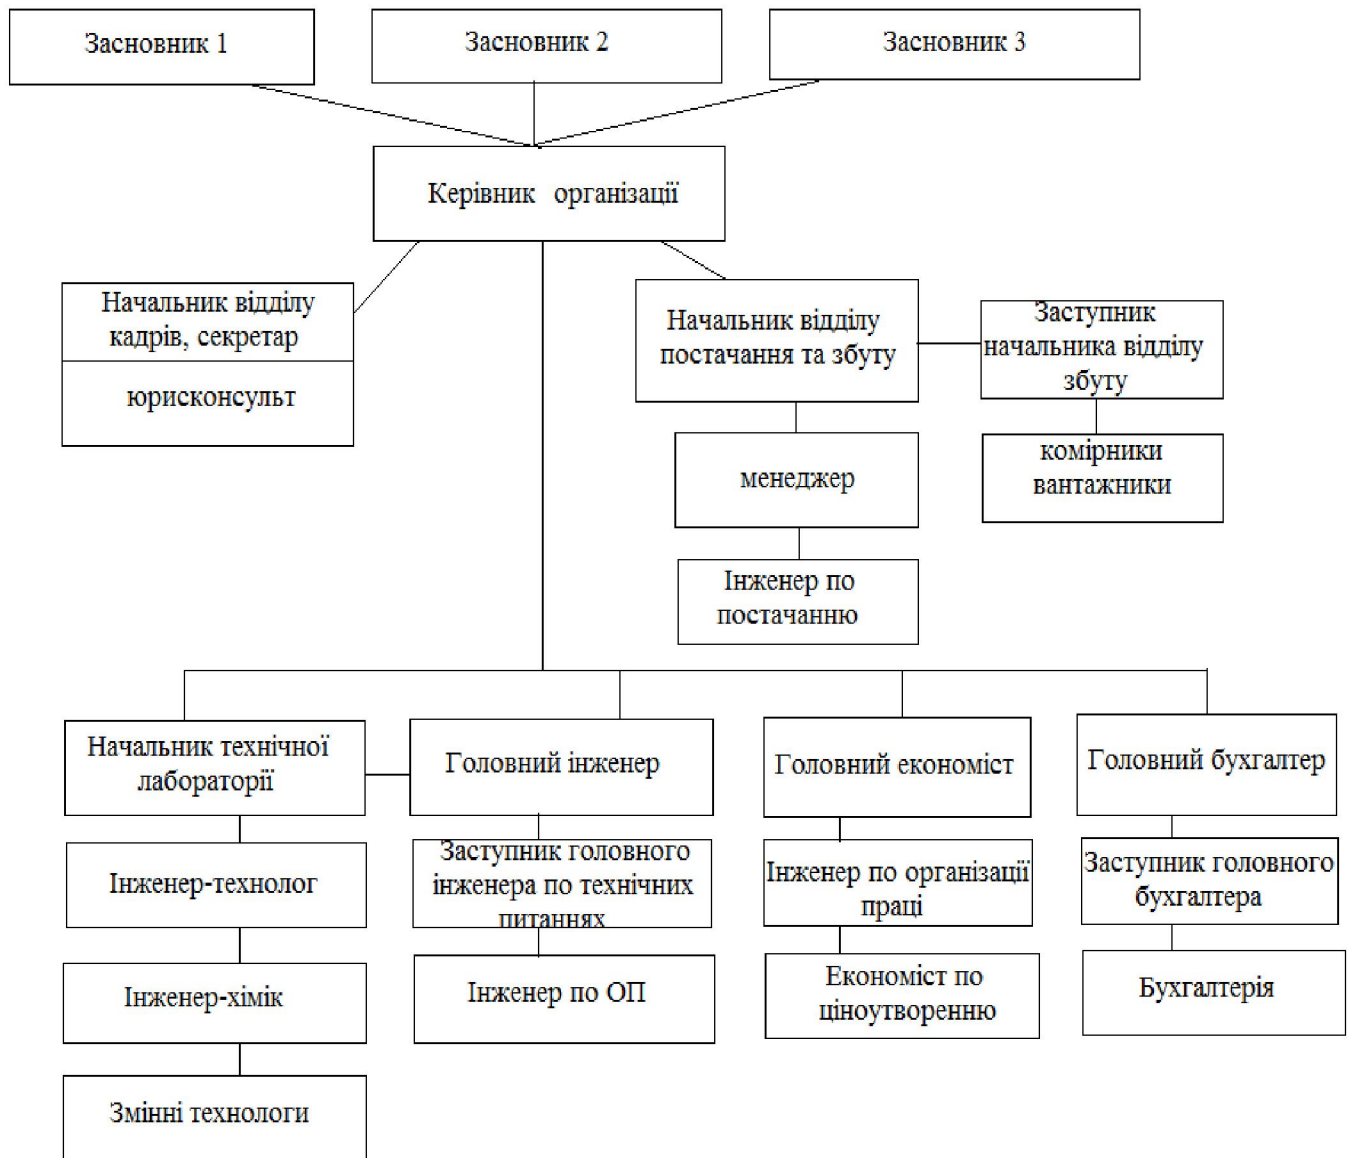 Засновник 1
Засновник 2
Засновник 3
Керівник організації
Начальник відділу
кадрів, секретар
юрисконсульт
Начальник відділу
постачання та збуту
Заступник
начальника відділу
збуту
менеджер
комірники
вантажники
Інженер по
постачанню
Начальник технічної
лабораторії
Головний інженер
Головний економіст
Головний бухгалтер
Інженер-технолог
Заступник головного
інженера по технічних
питаннях
Інженер по організації
праці
Заступник головного
бухгалтера
Інженер-хімік
Інженер по ОП
Економіст по
ціноутворенню
Бухгалтерія
Змінні технологи